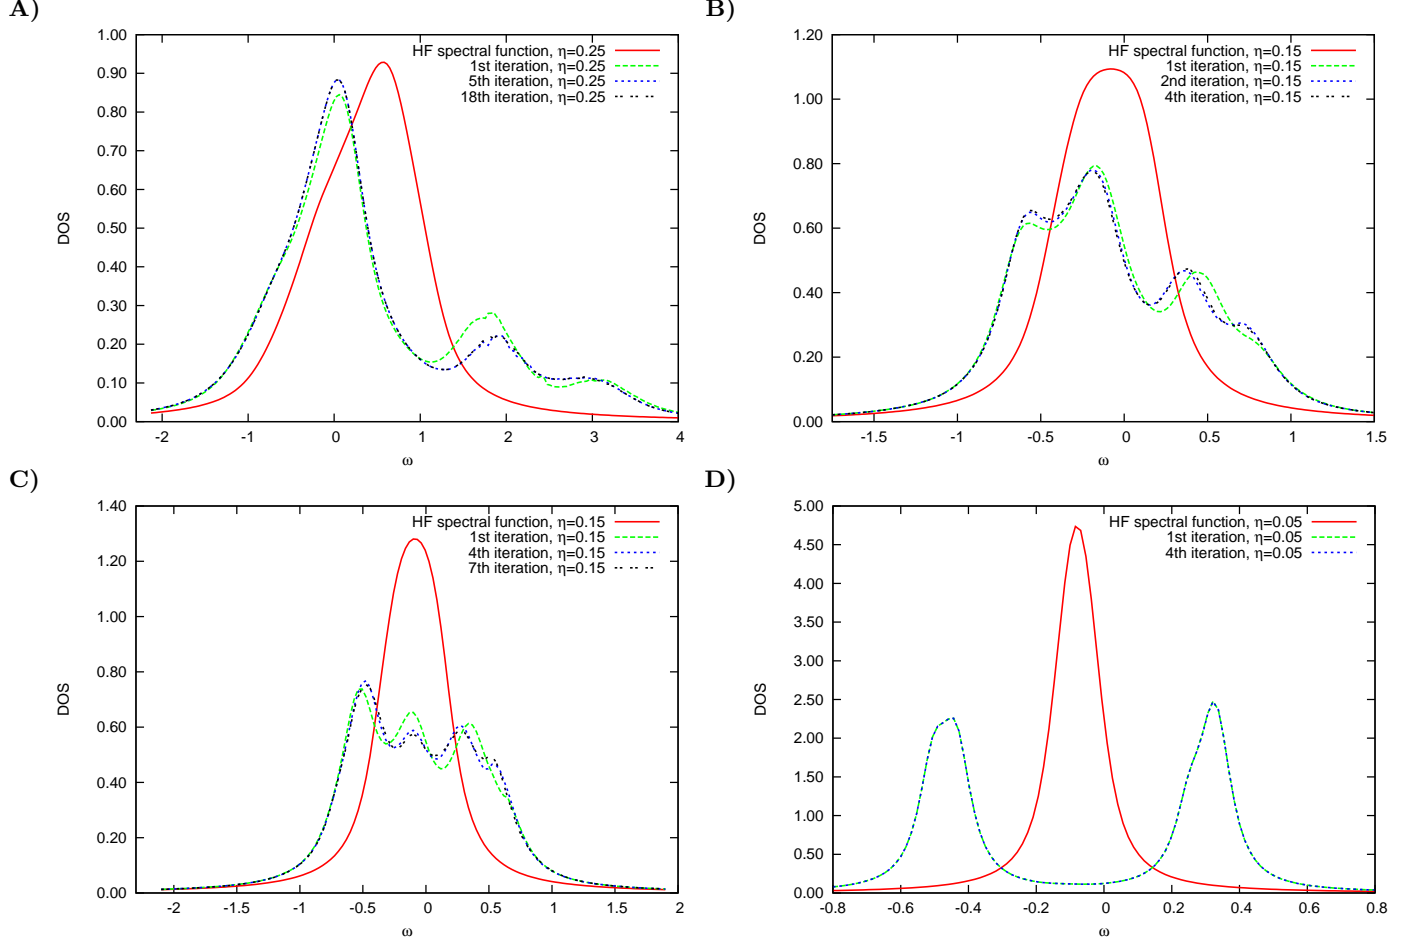 A)
1.00
0.90
0.80
0.70
0.60
0.50
0.40
0.30
0.20
0.10
0.00
DOS
HF spectral function, η=0.25
1st iteration, η=0.25
5th iteration, η=0.25
18th iteration, η=0.25
-2 -1 0 1 2 3 4
ω
B)
1.20
1.00
0.80
0.60
0.40
0.20
0.00
DOS
HF spectral function, η=0.15
1st iteration, η=0.15
2nd iteration, η=0.15
4th iteration, η=0.15
-1.5 -1 -0.5 0 0.5 1 1.5
ω
C)
1.40
1.20
1.00
0.80
0.60
0.40
0.20
0.00
DOS
HF spectral function, η=0.15
1st iteration, η=0.15
4th iteration, η=0.15
7th iteration, η=0.15
-2 -1.5 -1 -0.5 0 0.5 1 1.5 2
ω
D)
5.00
4.50
4.00
3.50
3.00
2.50
2.00
1.50
1.00
0.50
0.00
DOS
HF spectral function, η=0.05
1st iteration, η=0.05
4th iteration, η=0.05
-0.8 -0.6 -0.4 -0.2 0 0.2 0.4 0.6 0.8
ω